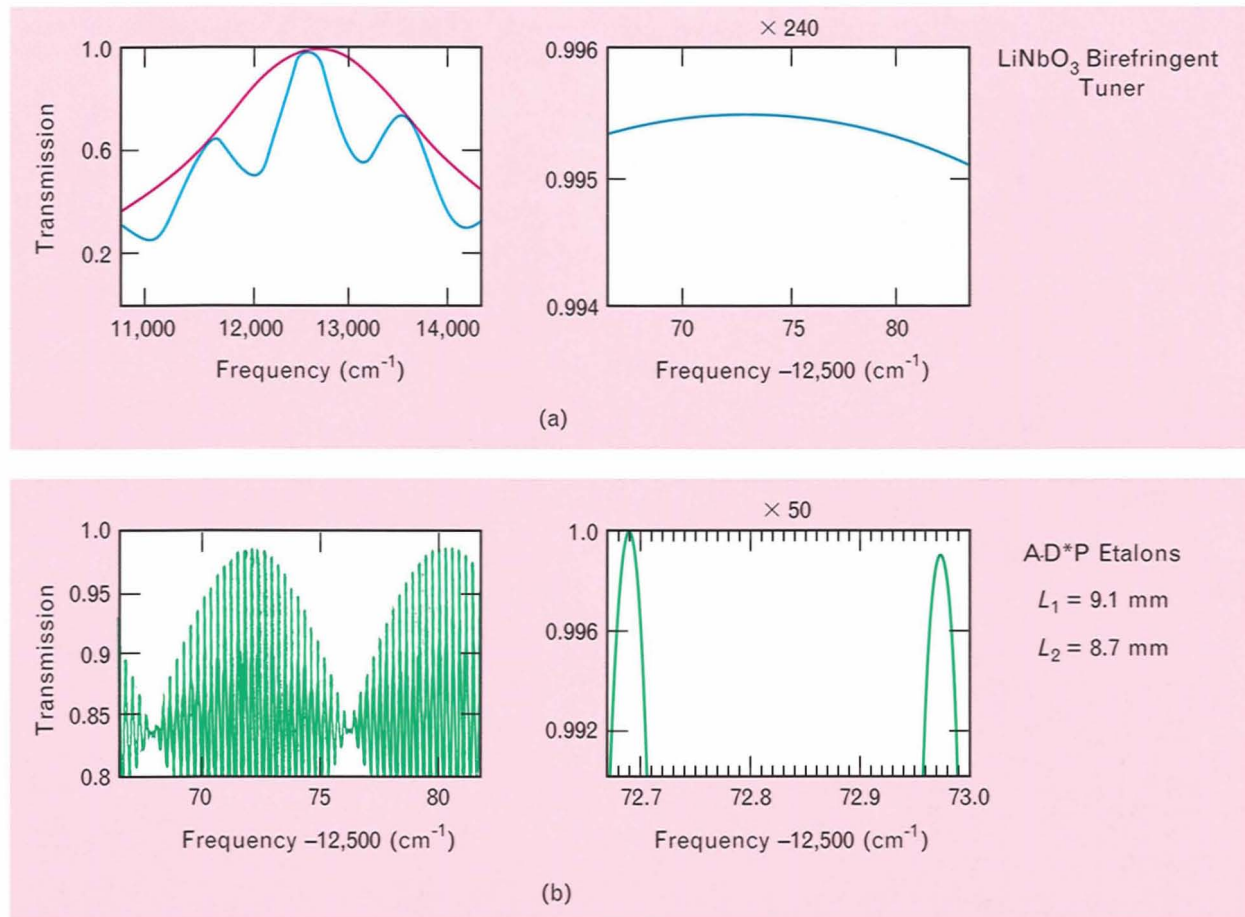 × 240
1.0
0.6
0.2
Transmission
11,000 12,000 13,000 14,000
Frequency (cm⁻¹)
0.996
0.995
0.994
70 75 80
Frequency –12,500 (cm⁻¹)
LiNbO₃ Birefringent
Tuner
(a)
× 50
1.0
0.95
0.9
0.85
0.8
Transmission
70 75 80
Frequency –12,500 (cm⁻¹)
1.0
0.996
0.992
72.7 72.8 72.9 73.0
Frequency –12,500 (cm⁻¹)
A-D*P Etalons
L₁ = 9.1 mm
L₂ = 8.7 mm
(b)